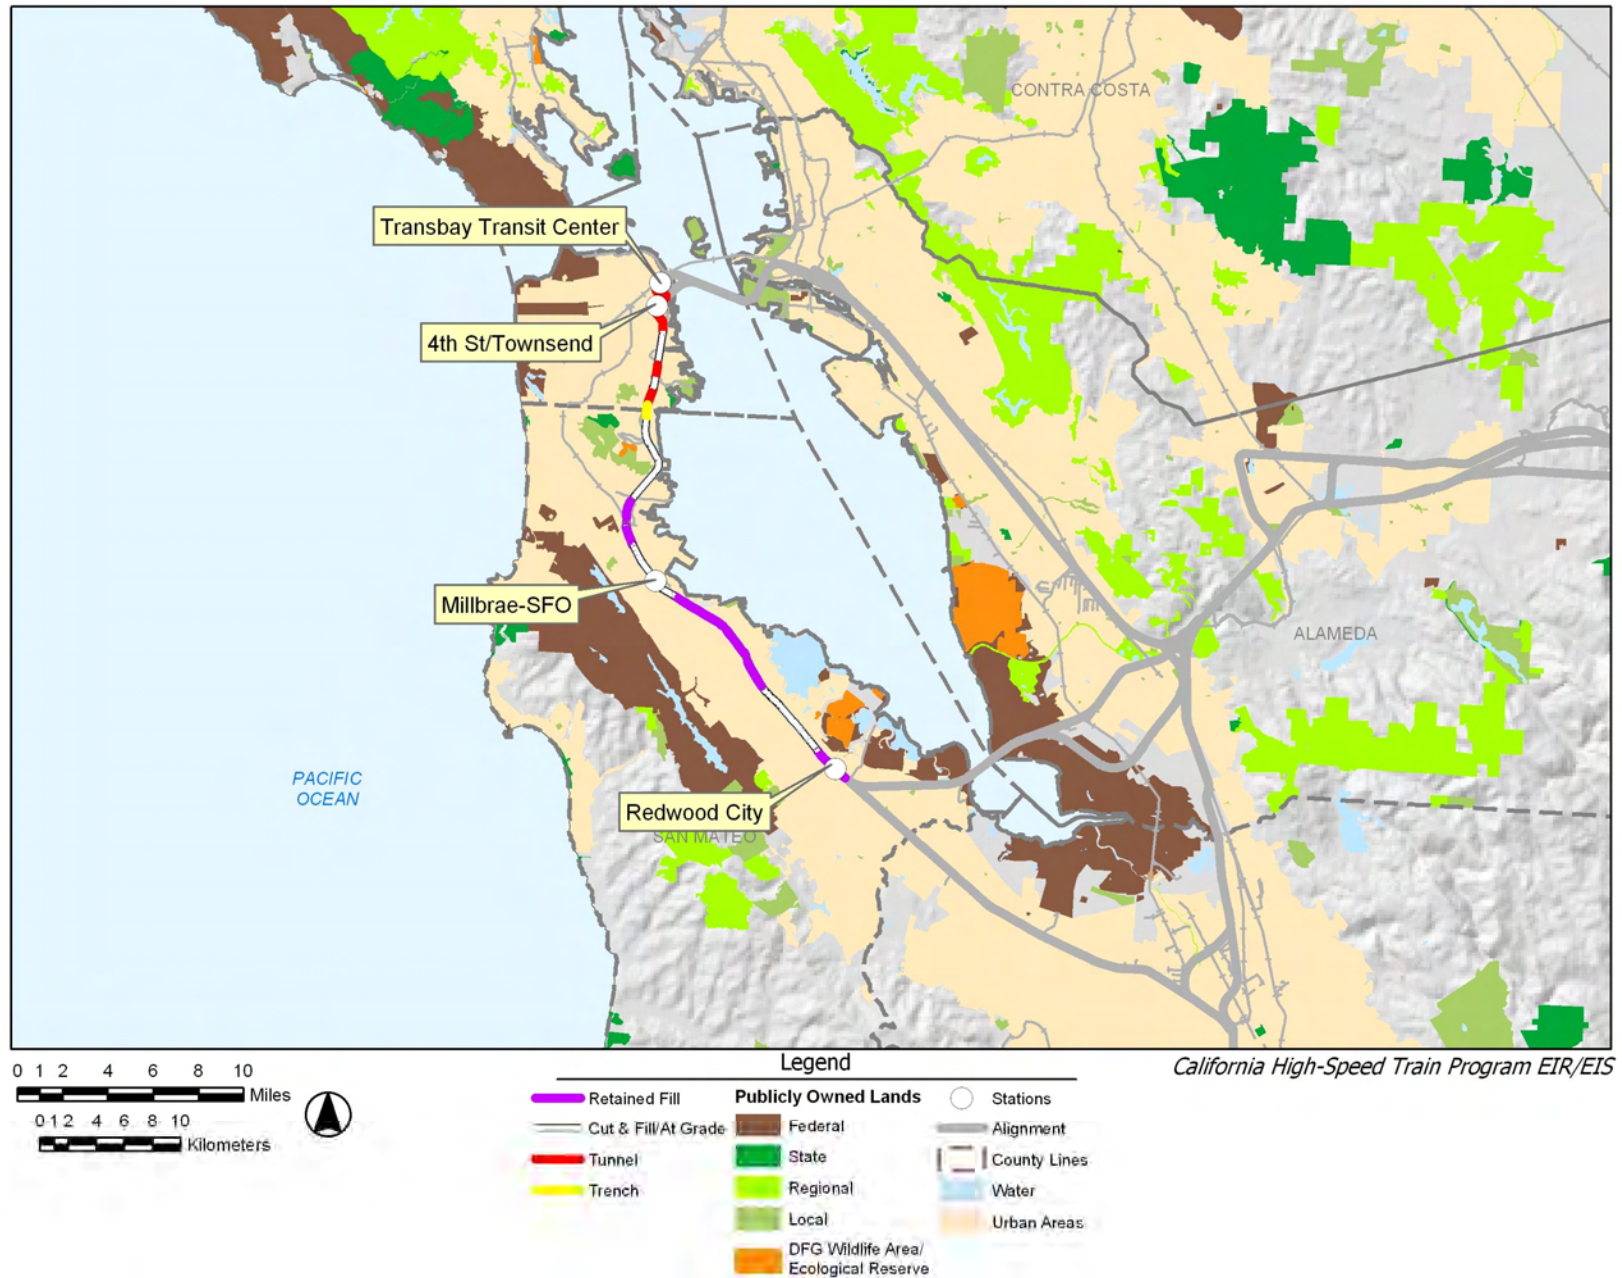 CONTRA COSTA
Transbay Transit Center
4th St/Townsend
Millbrae-SFO
ALAMEDA
PACIFIC
OCEAN
Redwood City
SAN MATEO
0 1 2 4 6 8 10
Miles
0 1 2 4 6 8 10
Kilometers
California High-Speed Train Program EIR/EIS
Legend
Retained Fill
Cut & Fill/At Grade
Tunnel
Trench
Publicly Owned Lands
Federal
State
Regional
Local
DFG Wildlife Area/
Ecological Reserve
Stations
Alignment
County Lines
Water
Urban Areas